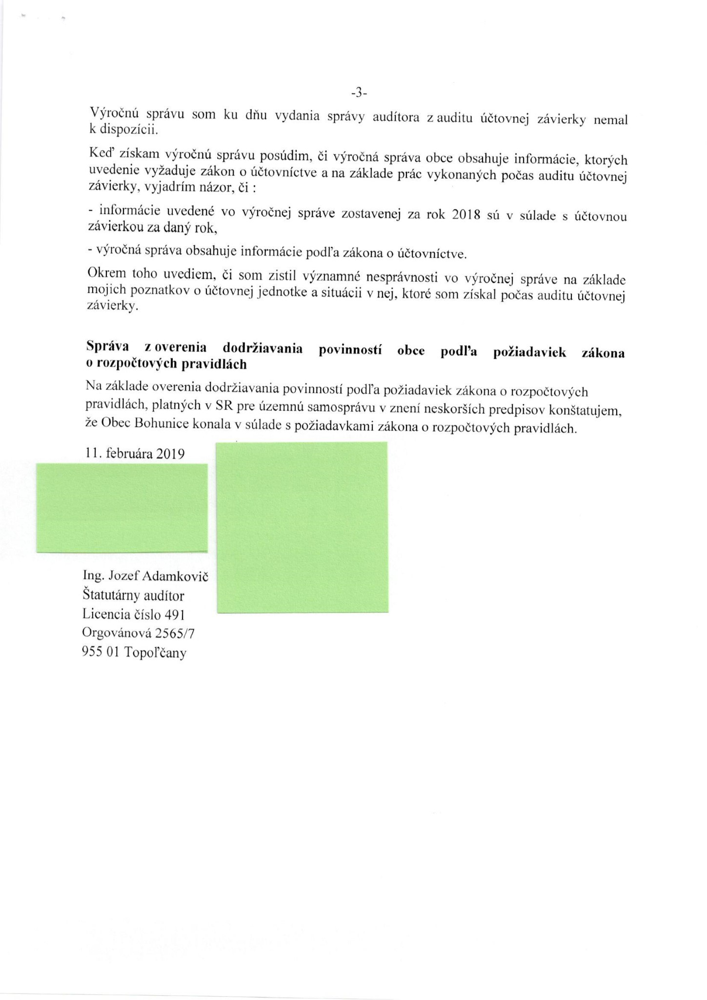 -3-
Výročnú správu som ku dňu vydania správy audítora z auditu účtovnej závierky nemal
k dispozícii.
Keď získam výročnú správu posúdim, či výročná správa obce obsahuje informácie, ktorých
uvedenie vyžaduje zákon o účtovníctve a na základe prác vykonaných počas auditu účtovnej
závierky, vyjadrím názor, či :
- informácie uvedené vo výročnej správe zostavenej za rok 2018 sú v súlade s účtovnou
závierkou za daný rok,
- výročná správa obsahuje informácie podľa zákona o účtovníctve.
Okrem toho uvediem, či som zistil významné nesprávnosti vo výročnej správe na základe
mojich poznatkov o účtovnej jednotke a situácii v nej, ktoré som získal počas auditu účtovnej
závierky.
Správa z overenia dodržiavania povinností obce podľa požiadaviek zákona
o rozpočtových pravidlách
Na základe overenia dodržiavania povinností podľa požiadaviek zákona o rozpočtových
pravidlách, platných v SR pre územnú samosprávu v znení neskorších predpisov konštatujem,
že Obec Bohunice konala v súlade s požiadavkami zákona o rozpočtových pravidlách.
11. februára 2019
Ing. Jozef Adamkovič
Štatutárny audítor
Licencia číslo 491
Orgovánová 2565/7
955 01 Topoľčany